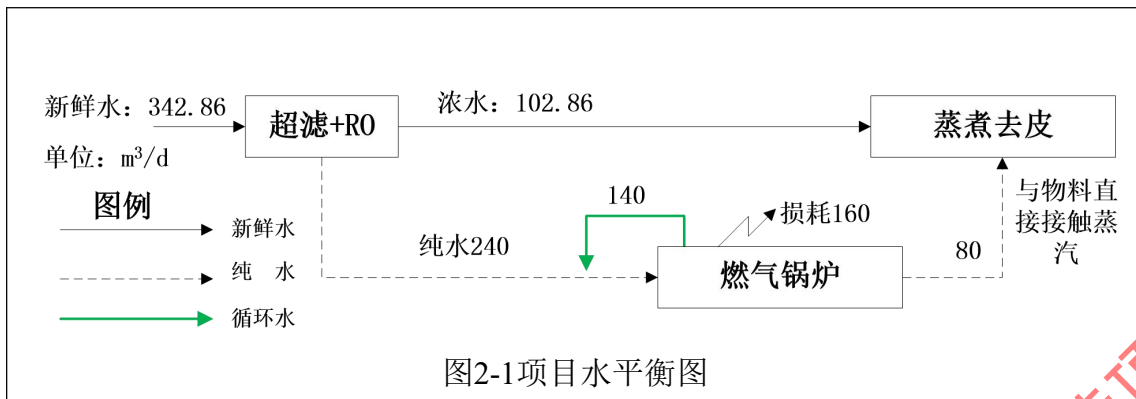 新鲜水：342.86
单位：m³/d
超滤+RO
浓水：102.86
蒸煮去皮
图例
新鲜水
纯 水
循环水
纯水240
140
损耗160
燃气锅炉
80
与物料直
接接触蒸
汽
图2-1项目水平衡图